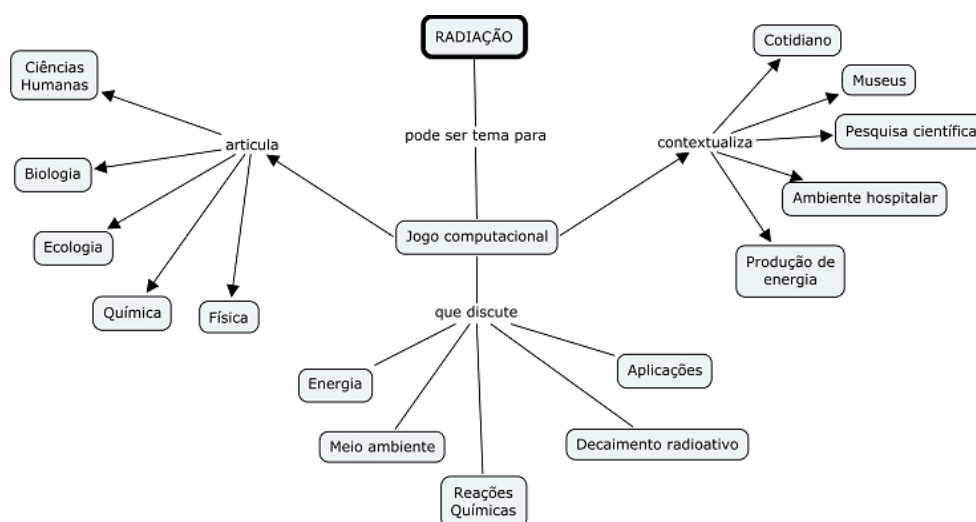 RADIAÇÃO
pode ser tema para
Jogo computacional
articula
Ciências
Humanas
Biologia
Ecologia
Química
Física
que discute
Energia
Meio ambiente
Reações
Químicas
Decaimento radioativo
Aplicações
contextualiza
Cotidiano
Museus
Pesquisa científica
Ambiente hospitalar
Produção de
energia